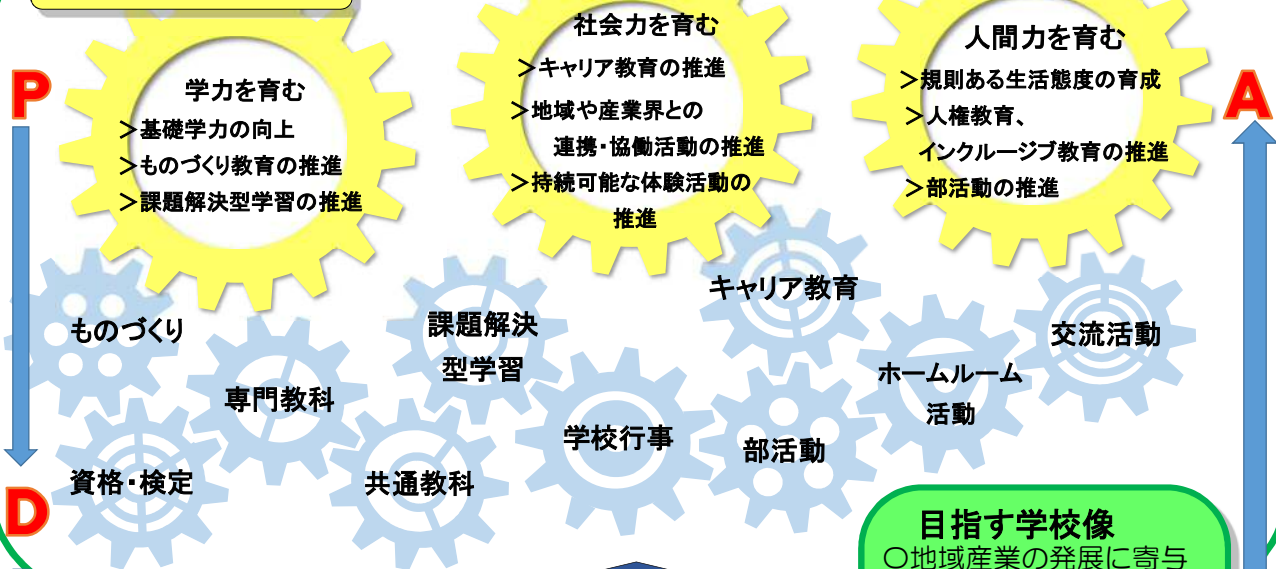 P
学力を育む
＞基礎学力の向上
＞ものづくり教育の推進
＞課題解決型学習の推進
社会力を育む
＞キャリア教育の推進
＞地域や産業界との
連携・協働活動の推進
＞持続可能な体験活動の
推進
人間力を育む
＞規則ある生活態度の育成
＞人権教育、
インクルージブ教育の推進
＞部活動の推進
A
ものづくり
専門教科
資格・検定
課題解決
型学習
共通教科
学校行事
キャリア教育
部活動
ホームルーム
活動
交流活動
D
目指す学校像
〇地域産業の発展に寄与